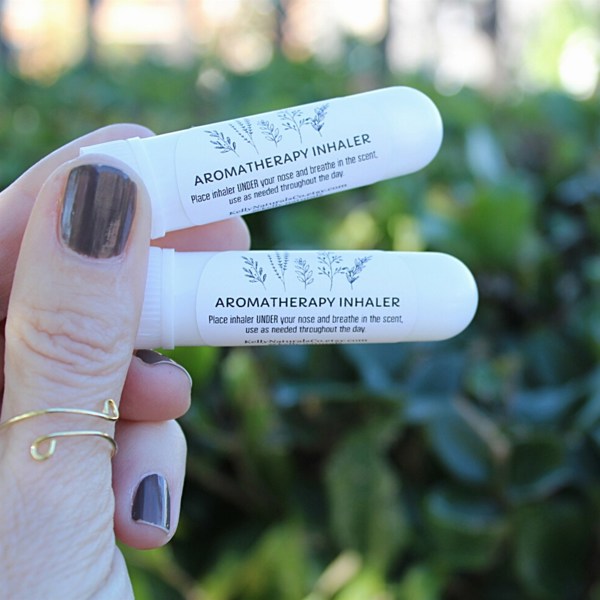 AROMATHERAPY INHALER
Place inhaler UNDER your nose and breathe in the scent,
use as needed throughout the day.
AROMATHERAPY INHALER
Place inhaler UNDER your nose and breathe in the scent,
use as needed throughout the day.